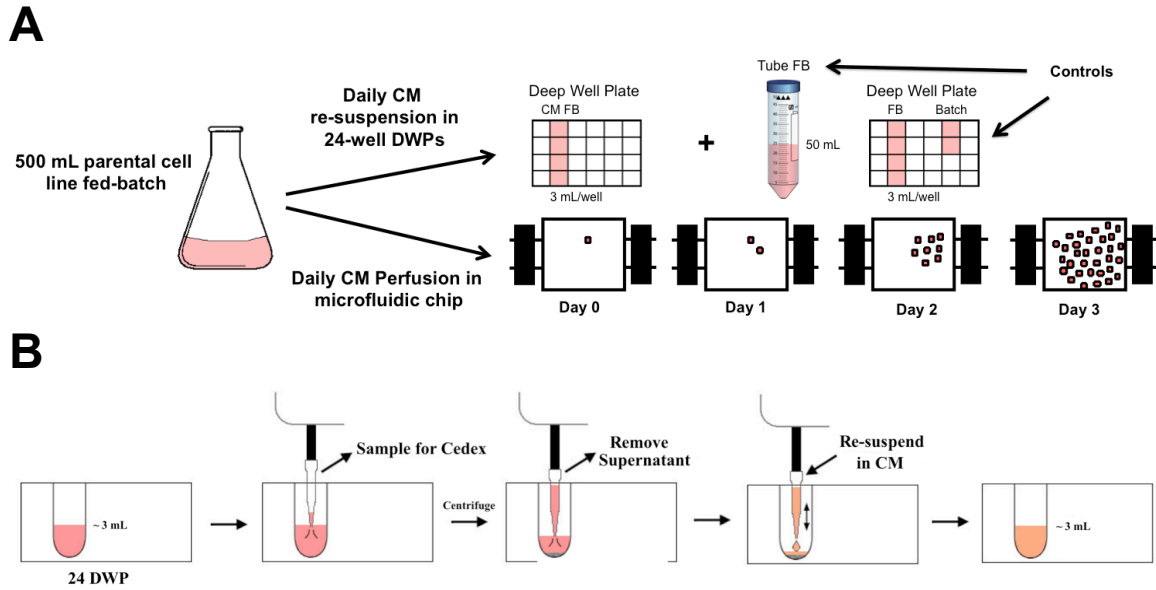 A
500 mL parental cell
line fed-batch
Daily CM
re-suspension in
24-well DWPs
Daily CM Perfusion in
microfluidic chip
Deep Well Plate
CM FB
3 mL/well
+
Tube FB
50 mL
Deep Well Plate
FB Batch
3 mL/well
Controls
Day 0
Day 1
Day 2
Day 3
B
~ 3 mL
24 DWP
Sample for Cedex
Centrifuge
Remove
Supernatant
Re-suspend
in CM
~ 3 mL